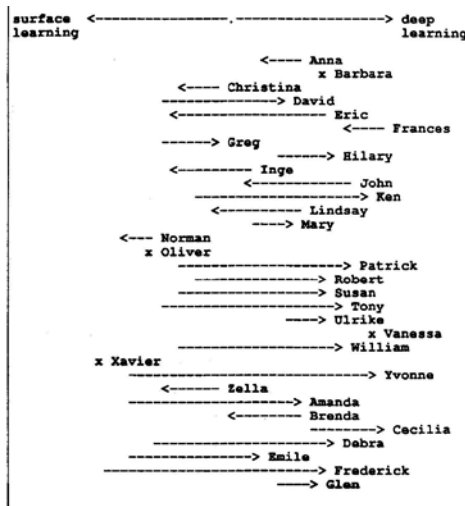 surface <------------------.--------------------> deep
learning learning
<---- Anna
x Barbara
<---- Christina
-------------> David
<----------------- Eric
<---- Frances
------> Greg
------> Hilary
<--------- Inge
<------------ John
-------------------> Ken
<--------- Lindsay
----> Mary
<--- Norman
x Oliver
-------------------> Patrick
----------------> Robert
------------------> Susan
--------------------> Tony
----> Ulrike
x Vanessa
------------------> William
x Xavier
----------------------------> Yvonne
<----- Zella
-------------------> Amanda
<-------- Brenda
-------> Cecilia
--------------------> Debra
--------------> Emile
-------------------------> Frederick
---> Glen